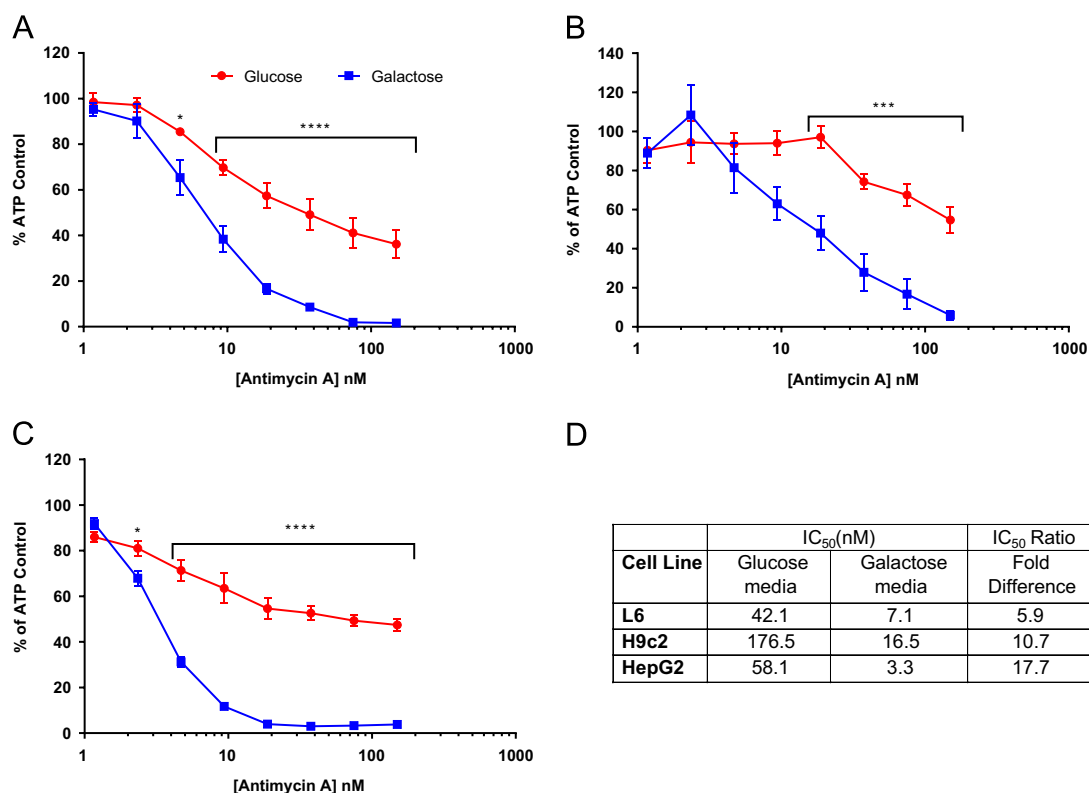 A
120
100
80
60
40
20
0
% ATP Control
Glucose
Galactose
*
****
1
10
100
1000
[Antimycin A] nM
B
140
120
100
80
60
40
20
0
% of ATP Control
***
1
10
100
1000
[Antimycin A] nM
C
120
100
80
60
40
20
0
% of ATP Control
*
****
1
10
100
1000
[Antimycin A] nM
D
IC50(nM) IC50 Ratio
Cell Line Glucose Galactose Fold
media media Difference
L6 42.1 7.1 5.9
H9c2 176.5 16.5 10.7
HepG2 58.1 3.3 17.7